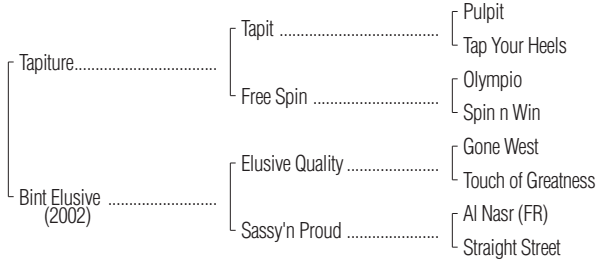 Pulpit
Tapit
Tap Your Heels
Tapiture.................................
Olympio
Free Spin .............................
Spin n Win
Gone West
Elusive Quality .....................
Touch of Greatness
Bint Elusive .........................
(2002)
Al Nasr (FR)
Sassy'n Proud .....................
Straight Street